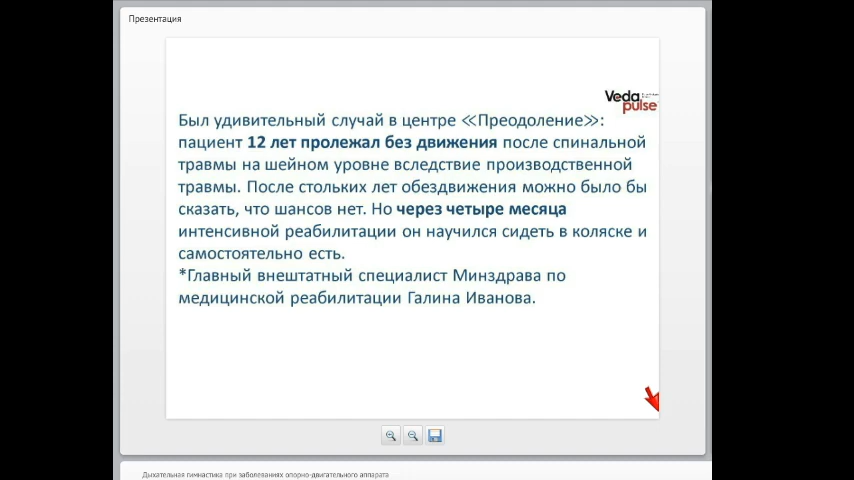 Презентация
Veda
pulse
Был удивительный случай в центре ≪Преодоление≫:
пациент 12 лет пролежал без движения после спинальной
травмы на шейном уровне вследствие производственной
травмы. После стольких лет обездвижения можно было бы
сказать, что шансов нет. Но через четыре месяца
интенсивной реабилитации он научился сидеть в коляске и
самостоятельно есть.
*Главный внештатный специалист Минздрава по
медицинской реабилитации Галина Иванова.
Дыхательная гимнастика при заболеваниях опорно-двигательного аппарата